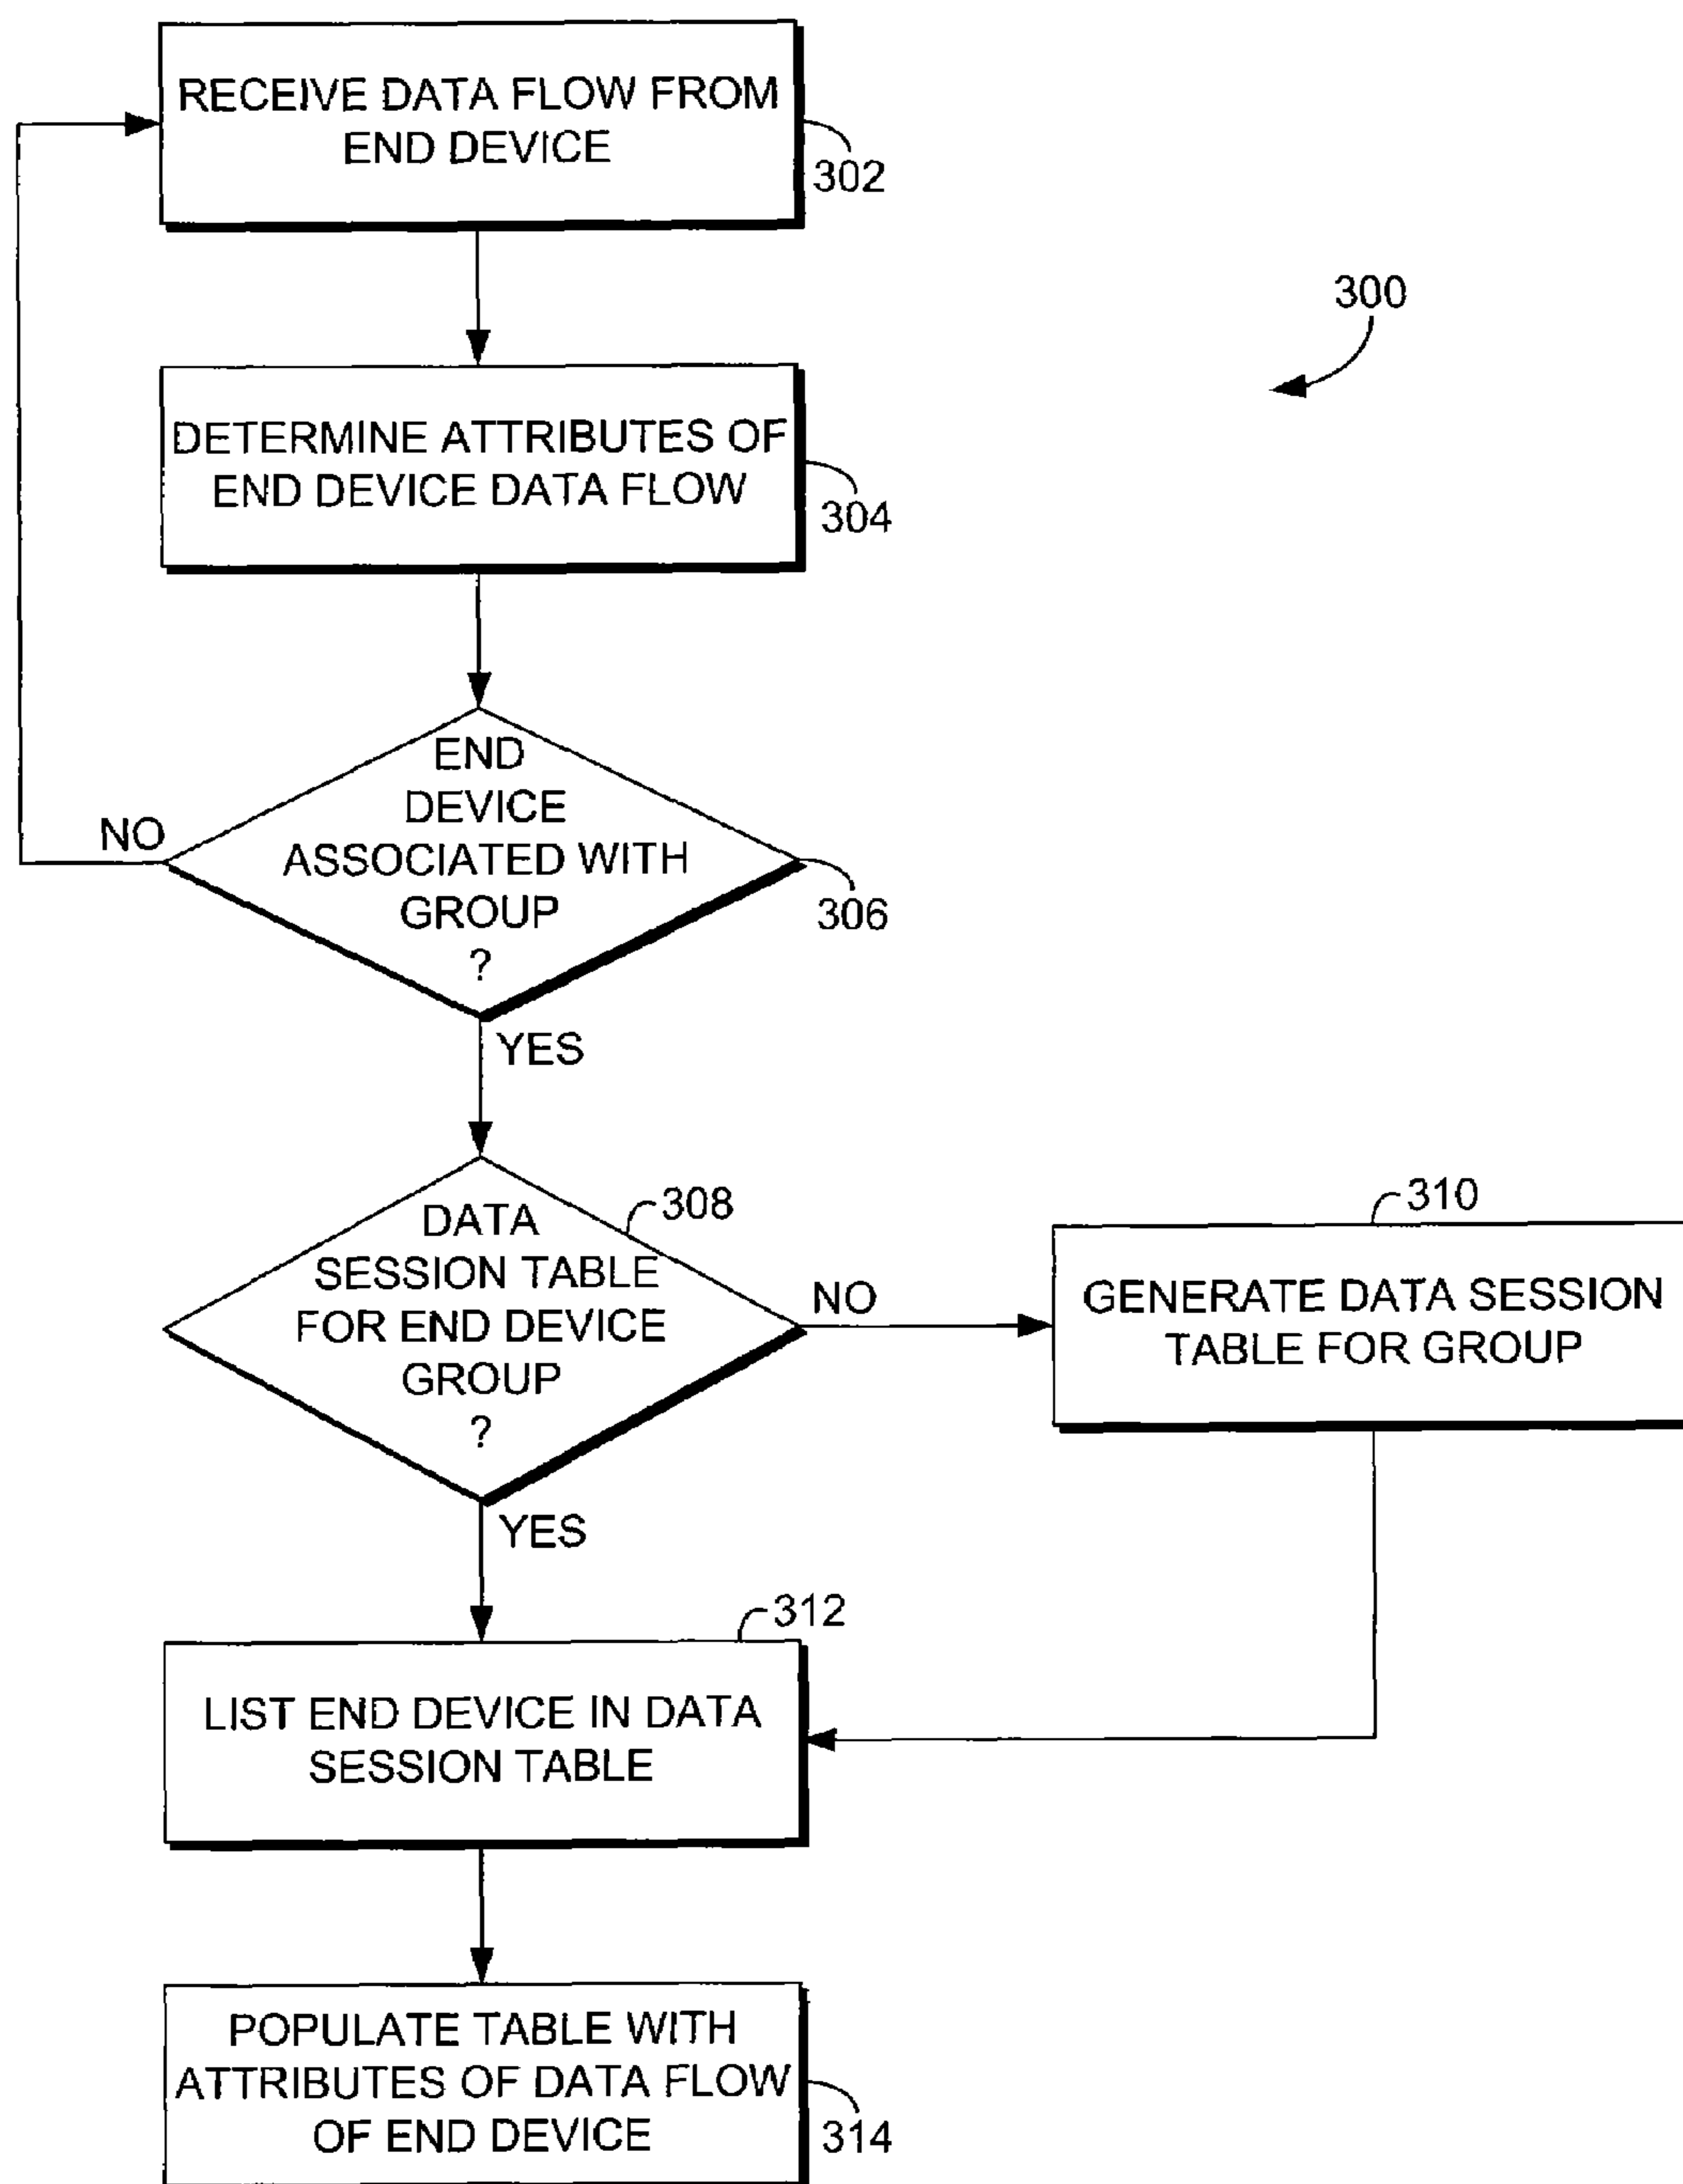 RECEIVE DATA FLOW FROM
END DEVICE
302
300
DETERMINE ATTRIBUTES OF
END DEVICE DATA FLOW
304
END
DEVICE
ASSOCIATED WITH
GROUP
?
NO
306
YES
308
DATA
SESSION TABLE
FOR END DEVICE
GROUP
?
NO
310
GENERATE DATA SESSION
TABLE FOR GROUP
YES
312
LIST END DEVICE IN DATA
SESSION TABLE
POPULATE TABLE WITH
ATTRIBUTES OF DATA FLOW
OF END DEVICE
314